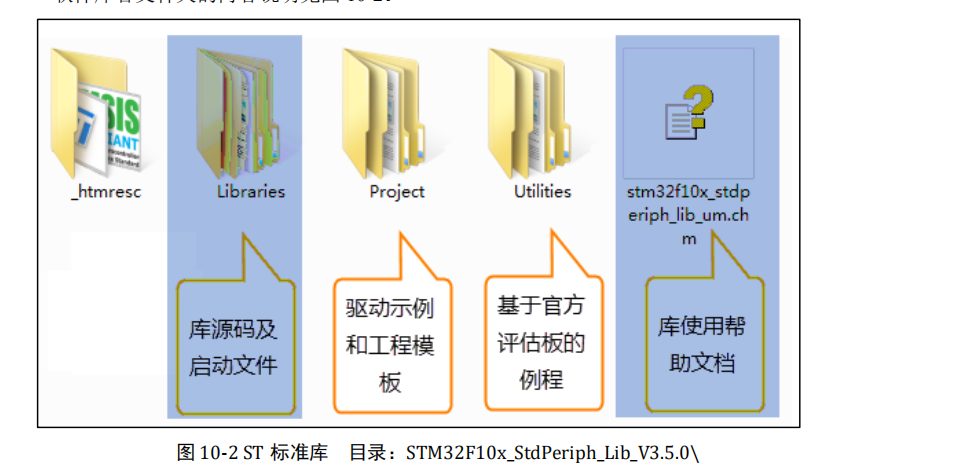 _htmresc
Libraries
Project
Utilities
stm32f10x_stdp
eriph_lib_um.ch
m
库源码及
启动文件
驱动示例
和工程模
板
基于官方
评估板的
例程
库使用帮
助文档
图 10-2 ST 标准库 目录：STM32F10x_StdPeriph_Lib_V3.5.0\